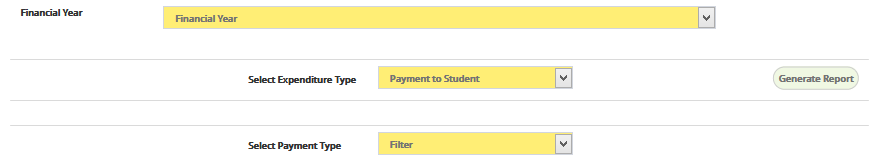 Financial Year
Financial Year
Select Expenditure Type
Payment to Student
Generate Report
Select Payment Type
Filter